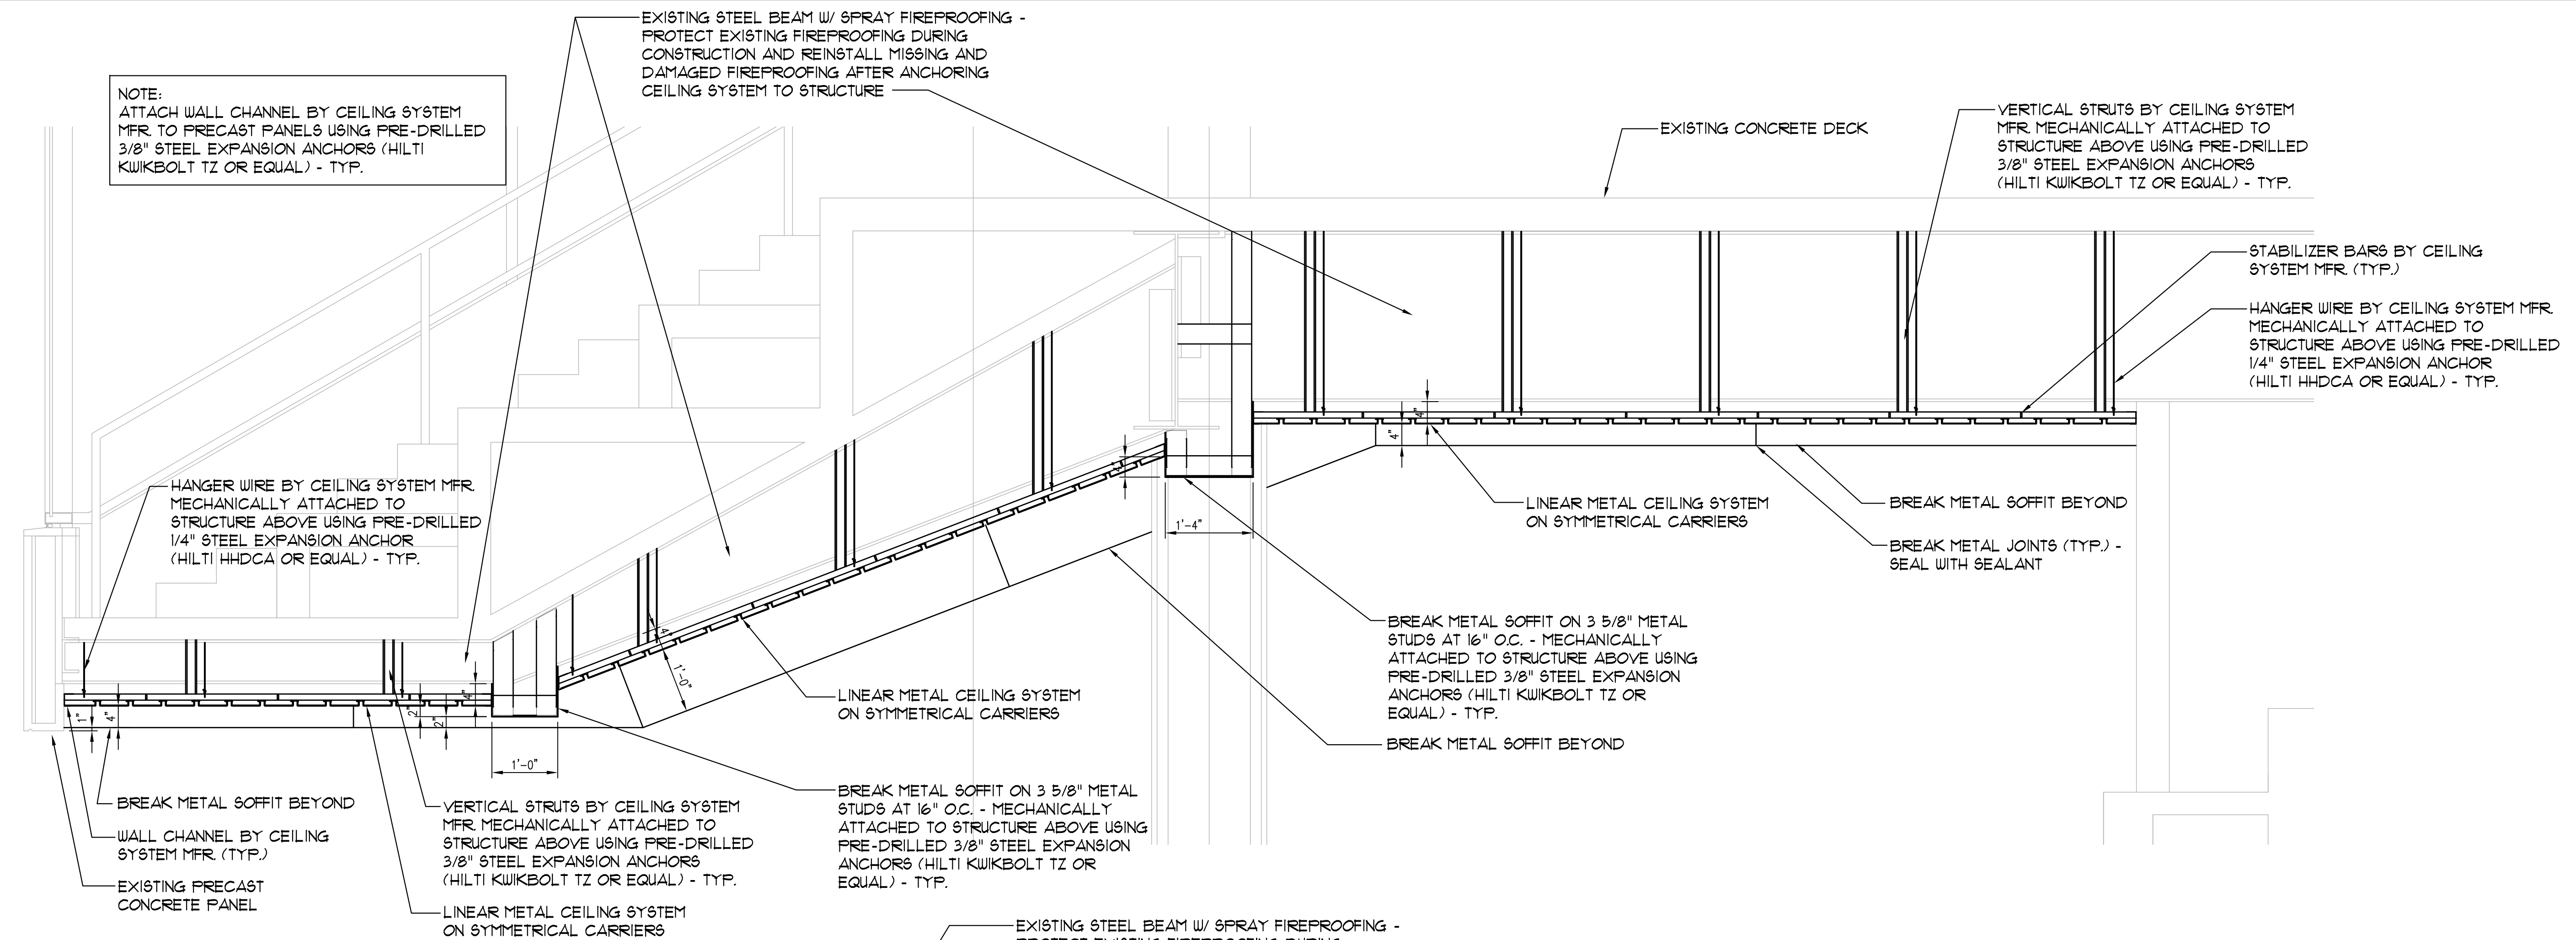 EXISTING STEEL BEAM W/ SPRAY FIREPROOFING -
PROTECT EXISTING FIREPROOFING DURING
CONSTRUCTION AND REINSTALL MISSING AND
DAMAGED FIREPROOFING AFTER ANCHORING
CEILING SYSTEM TO STRUCTURE
NOTE:
ATTACH WALL CHANNEL BY CEILING SYSTEM
MFR. TO PRECAST PANELS USING PRE-DRILLED
3/8" STEEL EXPANSION ANCHORS (HILTI
KWIKBOLT TZ OR EQUAL) - TYP.
EXISTING CONCRETE DECK
VERTICAL STRUTS BY CEILING SYSTEM
MFR. MECHANICALLY ATTACHED TO
STRUCTURE ABOVE USING PRE-DRILLED
3/8" STEEL EXPANSION ANCHORS
(HILTI KWIKBOLT TZ OR EQUAL) - TYP.
STABILIZER BARS BY CEILING
SYSTEM MFR. (TYP.)
HANGER WIRE BY CEILING SYSTEM MFR.
MECHANICALLY ATTACHED TO
STRUCTURE ABOVE USING PRE-DRILLED
1/4" STEEL EXPANSION ANCHOR
(HILTI HHDCA OR EQUAL) - TYP.
4"
4"
HANGER WIRE BY CEILING SYSTEM MFR.
MECHANICALLY ATTACHED TO
STRUCTURE ABOVE USING PRE-DRILLED
1/4" STEEL EXPANSION ANCHOR
(HILTI HHDCA OR EQUAL) - TYP.
1'-4"
LINEAR METAL CEILING SYSTEM
ON SYMMETRICAL CARRIERS
BREAK METAL SOFFIT BEYOND
BREAK METAL JOINTS (TYP.) -
SEAL WITH SEALANT
BREAK METAL SOFFIT ON 3 5/8" METAL
STUDS AT 16" O.C. - MECHANICALLY
ATTACHED TO STRUCTURE ABOVE USING
PRE-DRILLED 3/8" STEEL EXPANSION
ANCHORS (HILTI KWIKBOLT TZ OR
EQUAL) - TYP.
BREAK METAL SOFFIT BEYOND
4"
1'-0"
LINEAR METAL CEILING SYSTEM
ON SYMMETRICAL CARRIERS
1"
4"
2"
2"
4"
1'-0"
BREAK METAL SOFFIT BEYOND
WALL CHANNEL BY CEILING
SYSTEM MFR. (TYP.)
EXISTING PRECAST
CONCRETE PANEL
VERTICAL STRUTS BY CEILING SYSTEM
MFR. MECHANICALLY ATTACHED TO
STRUCTURE ABOVE USING PRE-DRILLED
3/8" STEEL EXPANSION ANCHORS
(HILTI KWIKBOLT TZ OR EQUAL) - TYP.
LINEAR METAL CEILING SYSTEM
ON SYMMETRICAL CARRIERS
BREAK METAL SOFFIT ON 3 5/8" METAL
STUDS AT 16" O.C. - MECHANICALLY
ATTACHED TO STRUCTURE ABOVE USING
PRE-DRILLED 3/8" STEEL EXPANSION
ANCHORS (HILTI KWIKBOLT TZ OR
EQUAL) - TYP.
EXISTING STEEL BEAM W/ SPRAY FIREPROOFING -